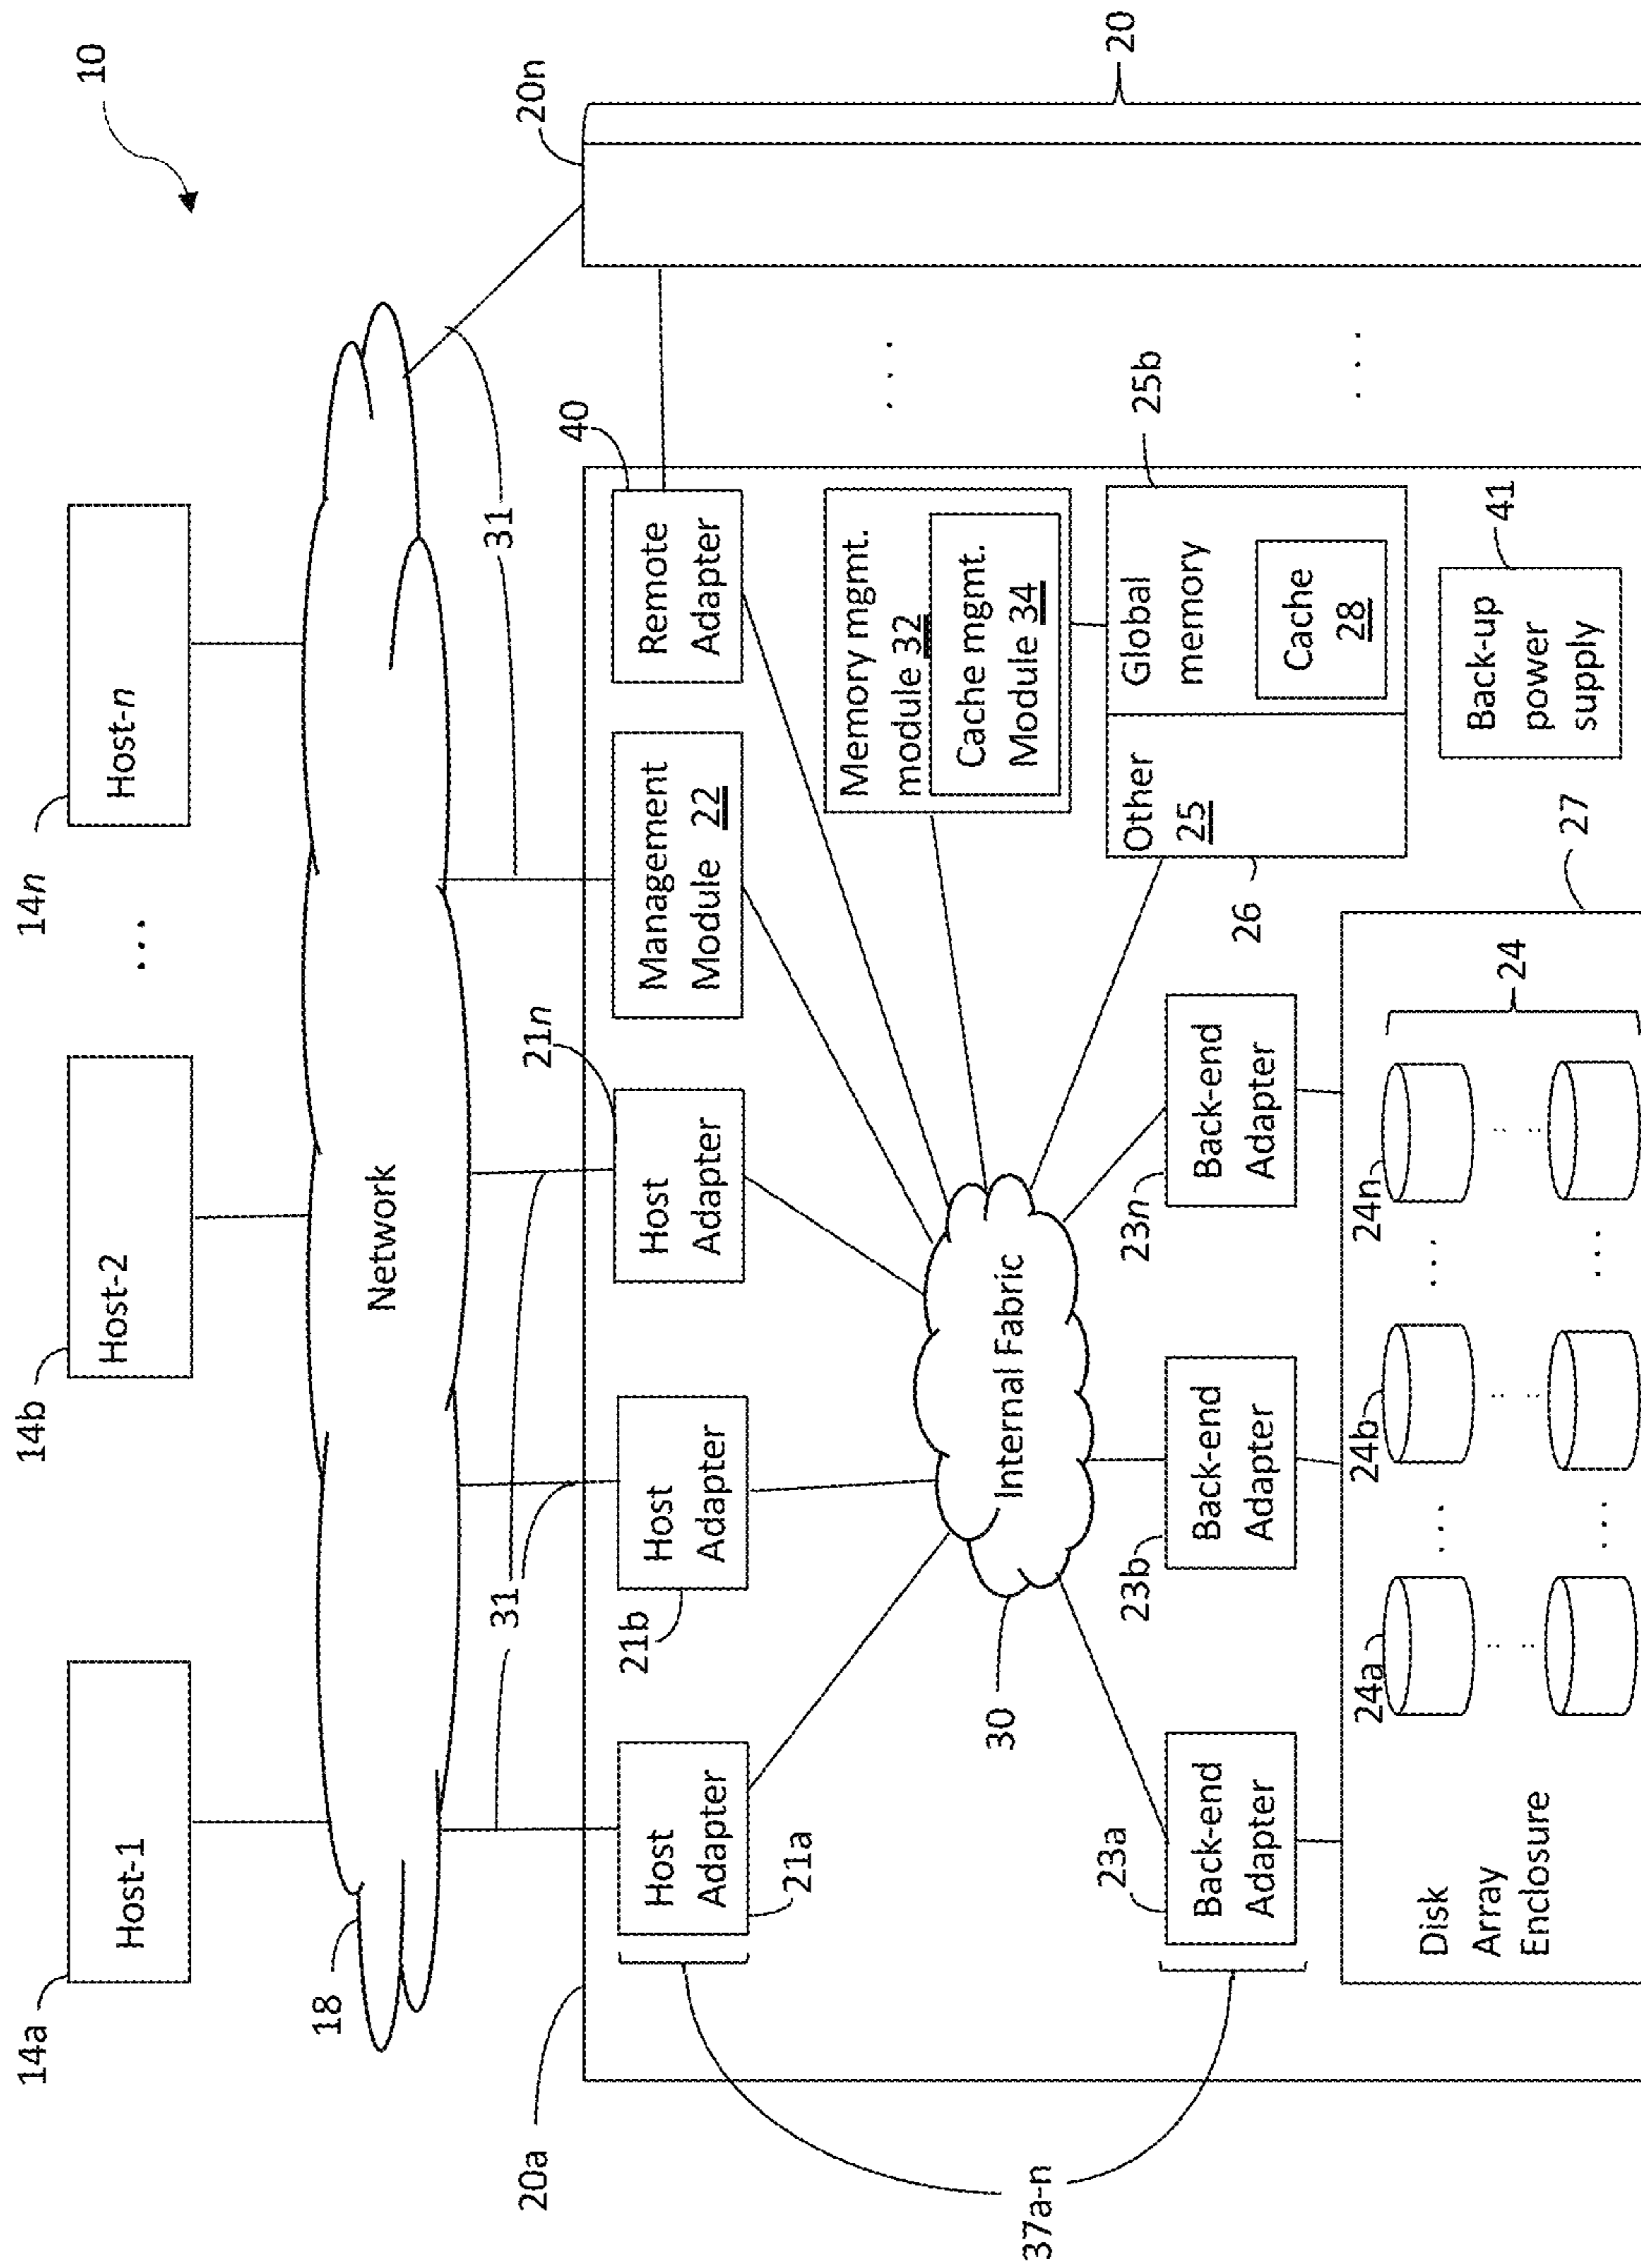 10
14a
Host-1
14b
Host-2
...
14n
Host-n
18
Network
31
31
20a
20n
20
21a
Host
Adapter
21b
Host
Adapter
21n
Host
Adapter
Management
Module 22
40
Remote
Adapter
Memory mgmt.
module 32
Cache mgmt.
Module 34
...
30
Internal Fabric
37a-n
Other
25
26
Global
memory
25b
Cache
28
...
23a
Back-end
Adapter
23b
Back-end
Adapter
23n
Back-end
Adapter
41
Back-up
power
supply
27
Disk
Array
Enclosure
24a
...
24b
...
24n
24
...
...